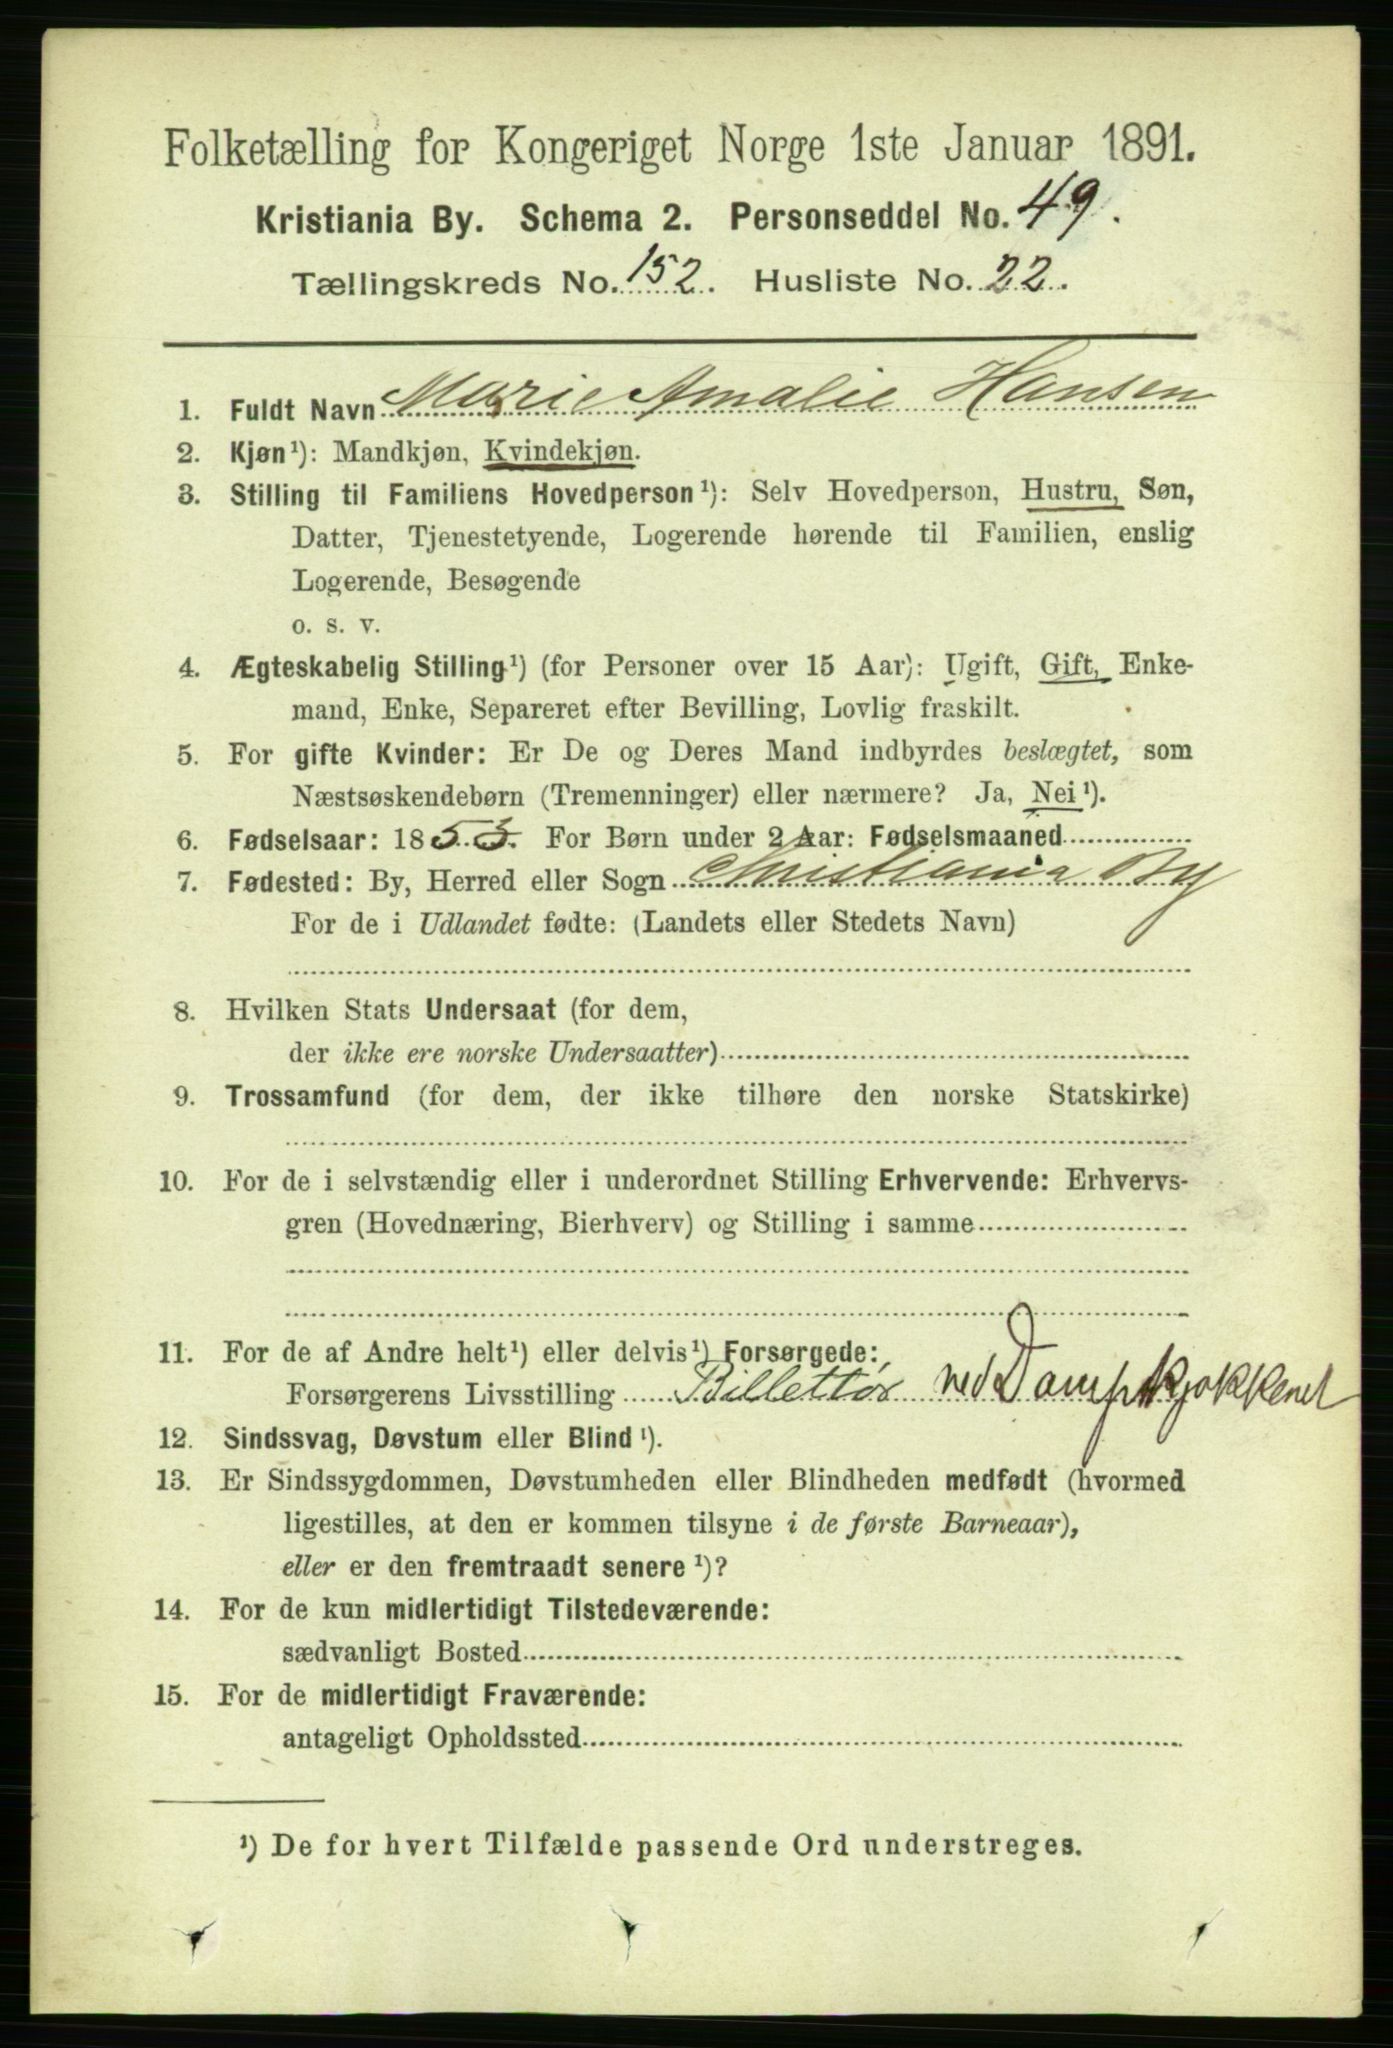 Folketælling for Kongeriget Norge 1ste Januar 1891.
Kristiania By. Schema 2. Personseddel No. 49.
Tællingskreds No. 152. Husliste No. 22.
1. Fuldt Navn Marie Amalie Hansen
2. Kjøn¹): Mandkjøn, Kvindekjøn.
3. Stilling til Familiens Hovedperson¹): Selv Hovedperson, Hustru, Søn,
Datter, Tjenestetyende, Logerende hørende til Familien, enslig
Logerende, Besøgende
o. s. v.
4. Ægteskabelig Stilling¹) (for Personer over 15 Aar): Ugift, Gift, Enke-
mand, Enke, Separeret efter Bevilling, Lovlig fraskilt.
5. For gifte Kvinder: Er De og Deres Mand indbyrdes beslægtet, som
Næstsøskendebørn (Tremenninger) eller nærmere? Ja, Nei¹).
6. Fødselsaar: 1853. For Børn under 2 Aar: Fødselsmaaned
7. Fødested: By, Herred eller Sogn Christiania By
For de i Udlandet fødte: (Landets eller Stedets Navn)
8. Hvilken Stats Undersaat (for dem,
der ikke ere norske Undersaatter)
9. Trossamfund (for dem, der ikke tilhøre den norske Statskirke)
10. For de i selvstændig eller i underordnet Stilling Erhvervende: Erhvervs-
gren (Hovednæring, Bierhverv) og Stilling i samme
11. For de af Andre helt¹) eller delvis¹) Forsørgede:
Forsørgerens Livsstilling Billettør ved Dampkjøkkenet
12. Sindssvag, Døvstum eller Blind¹).
13. Er Sindssygdommen, Døvstumheden eller Blindheden medfødt (hvormed
ligestilles, at den er kommen tilsyne i de første Barneaar),
eller er den fremtraadt senere¹)?
14. For de kun midlertidigt Tilstedeværende:
sædvanligt Bosted
15. For de midlertidigt Fraværende:
antageligt Opholdssted
¹) De for hvert Tilfælde passende Ord understreges.